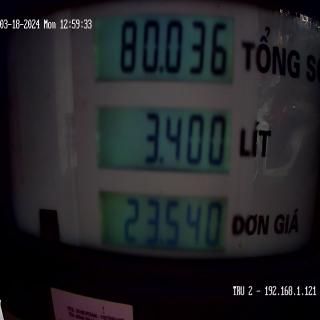 03-18-2024 Mon 12:59:33
80.036 TỔNG S
3.400 LÍT
23.540 ĐƠN GIÁ
TRU 2 - 192.168.1.121